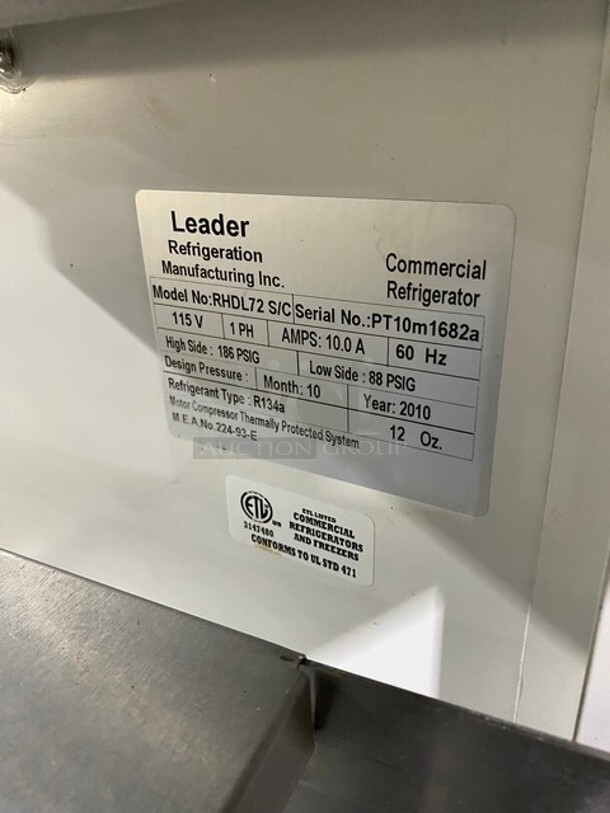 Leader
Refrigeration
Manufacturing Inc.
Commercial
Refrigerator
Model No:RHDL72 S/C Serial No.:PT10m1682a
115 V 1 PH AMPS: 10.0 A 60 Hz
High Side : 186 PSIG Low Side : 88 PSIG
Design Pressure : Month: 10 Year: 2010
Refrigerant Type : R134a 12 Oz.
Motor Compressor Thermally Protected System
M.E.A.No.224-93-E
AUCTION GROUP
ETL
3147480
ETL LISTED
COMMERCIAL
REFRIGERATORS
AND FREEZERS
CONFORMS TO UL STD 471